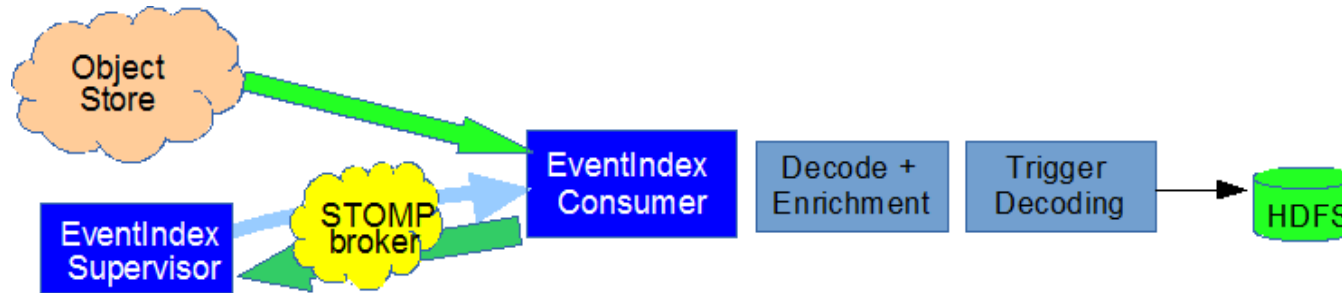 Object
Store
EventIndex
Supervisor
STOMP
broker
EventIndex
Consumer
Decode +
Enrichment
Trigger
Decoding
HDFS